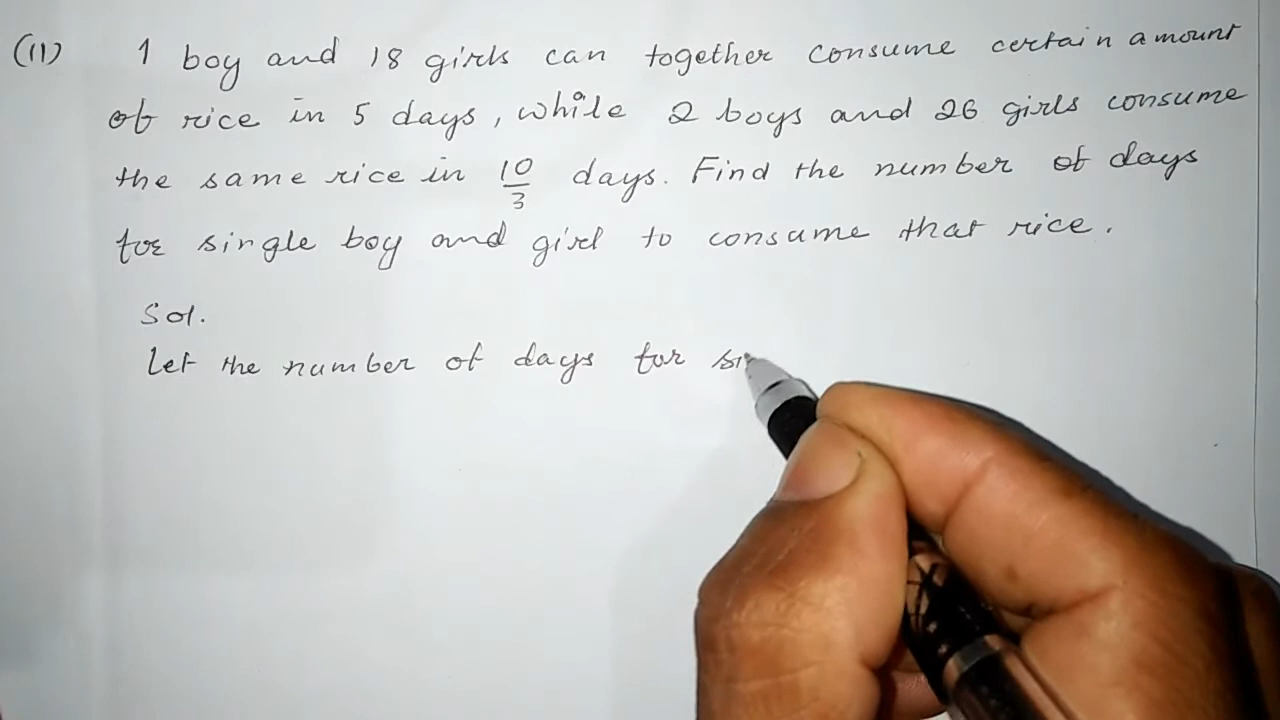 (11) 1 boy and 18 girls can together consume certain amount
of rice in 5 days, while 2 boys and 26 girls consume
the same rice in 10/3 days. Find the number of days
for single boy and girl to consume that rice.
Sol.
Let the number of days for si